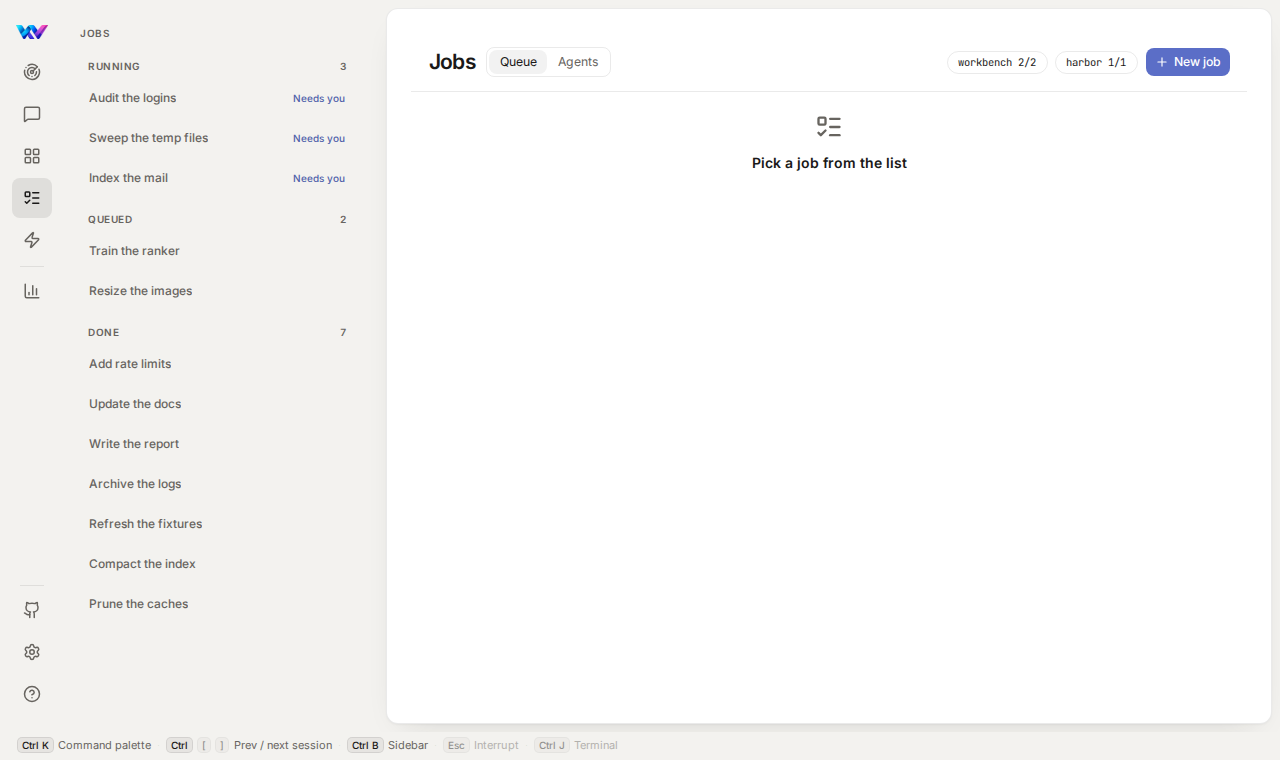 JOBS
RUNNING 3
Audit the logins Needs you
Sweep the temp files Needs you
Index the mail Needs you
QUEUED 2
Train the ranker
Resize the images
DONE 7
Add rate limits
Update the docs
Write the report
Archive the logs
Refresh the fixtures
Compact the index
Prune the caches
Jobs Queue Agents workbench 2/2 harbor 1/1 + New job
Pick a job from the list
Ctrl K Command palette Ctrl [ ] Prev / next session Ctrl B Sidebar Esc Interrupt Ctrl J Terminal